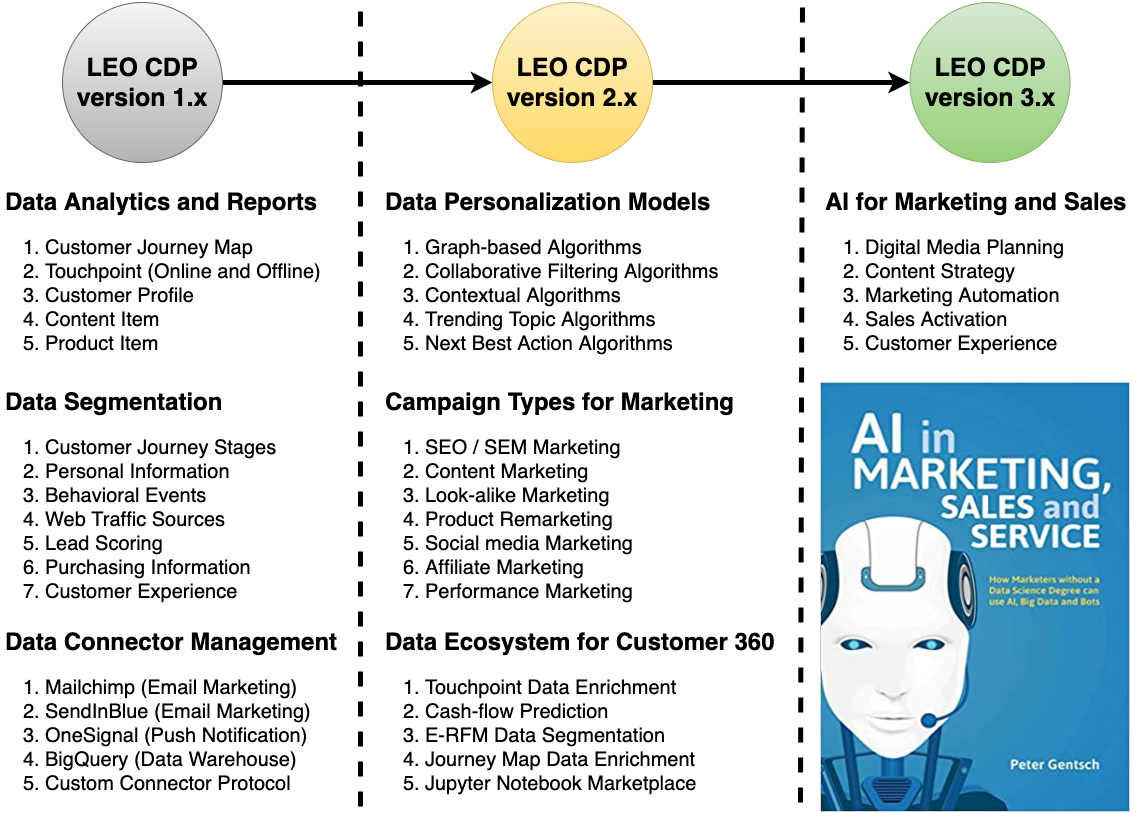 LEO CDP
version 1.x
LEO CDP
version 2.x
LEO CDP
version 3.x
Data Analytics and Reports
1. Customer Journey Map
2. Touchpoint (Online and Offline)
3. Customer Profile
4. Content Item
5. Product Item
Data Segmentation
1. Customer Journey Stages
2. Personal Information
3. Behavioral Events
4. Web Traffic Sources
5. Lead Scoring
6. Purchasing Information
7. Customer Experience
Data Connector Management
1. Mailchimp (Email Marketing)
2. SendInBlue (Email Marketing)
3. OneSignal (Push Notification)
4. BigQuery (Data Warehouse)
5. Custom Connector Protocol
Data Personalization Models
1. Graph-based Algorithms
2. Collaborative Filtering Algorithms
3. Contextual Algorithms
4. Trending Topic Algorithms
5. Next Best Action Algorithms
Campaign Types for Marketing
1. SEO / SEM Marketing
2. Content Marketing
3. Look-alike Marketing
4. Product Remarketing
5. Social media Marketing
6. Affiliate Marketing
7. Performance Marketing
Data Ecosystem for Customer 360
1. Touchpoint Data Enrichment
2. Cash-flow Prediction
3. E-RFM Data Segmentation
4. Journey Map Data Enrichment
5. Jupyter Notebook Marketplace
AI for Marketing and Sales
1. Digital Media Planning
2. Content Strategy
3. Marketing Automation
4. Sales Activation
5. Customer Experience
AI in
MARKETING,
SALES and
SERVICE
How Marketers without a
Data Science Degree can
use AI, Big Data and Bots
Peter Gentsch